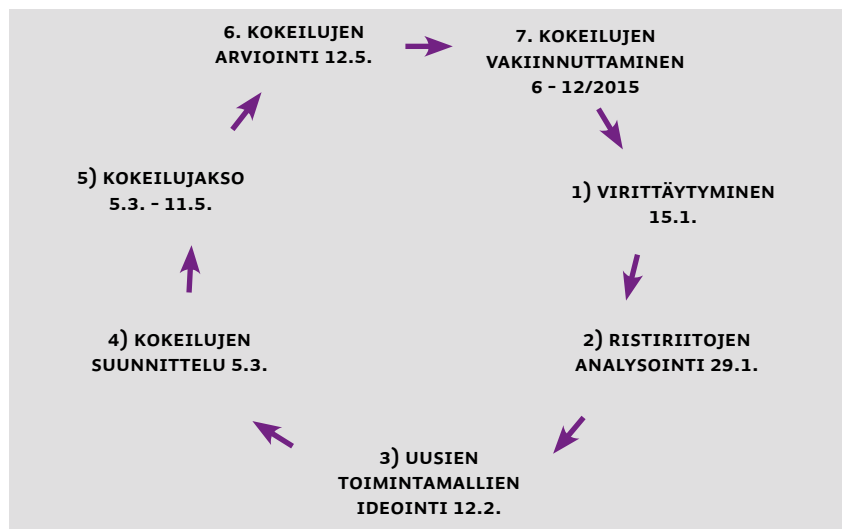 6. KOKEILUJEN
ARVIOINTI 12.5.
7. KOKEILUJEN
VAKIINNUTTAMINEN
6 – 12/2015
1) VIRITTÄYTYMINEN
15.1.
2) RISTIRIITOJEN
ANALYSOINTI 29.1.
3) UUSIEN
TOIMINTAMALLIEN
IDEOINTI 12.2.
4) KOKEILUJEN
SUUNNITTELU 5.3.
5) KOKEILUJAKSO
5.3. – 11.5.